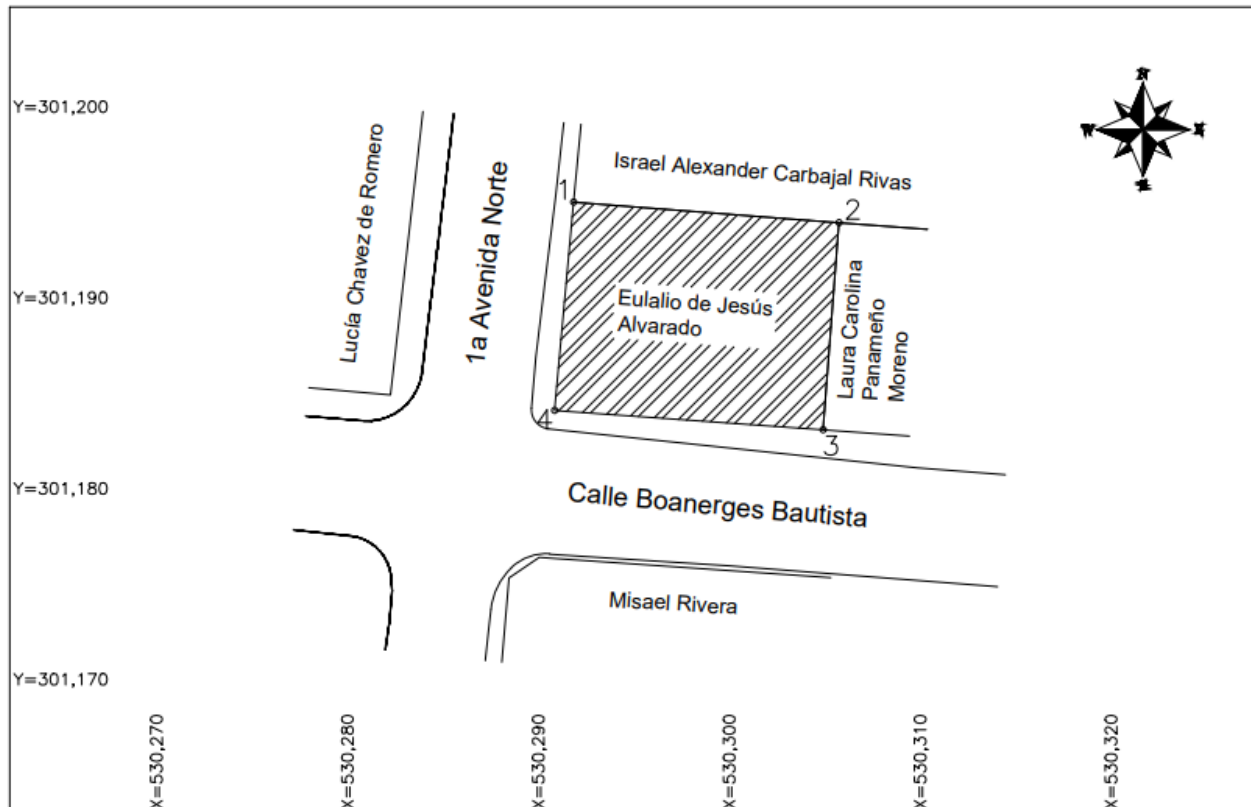 N
W
E
Y=301,200
Y=301,190
Y=301,180
Y=301,170
Lucía Chavez de Romero
1a Avenida Norte
Israel Alexander Carbajal Rivas
1
2
Eulalio de Jesús
Alvarado
Laura Carolina
Panameño
Moreno
4
3
Calle Boanerges Bautista
Misael Rivera
X=530,270
X=530,280
X=530,290
X=530,300
X=530,310
X=530,320